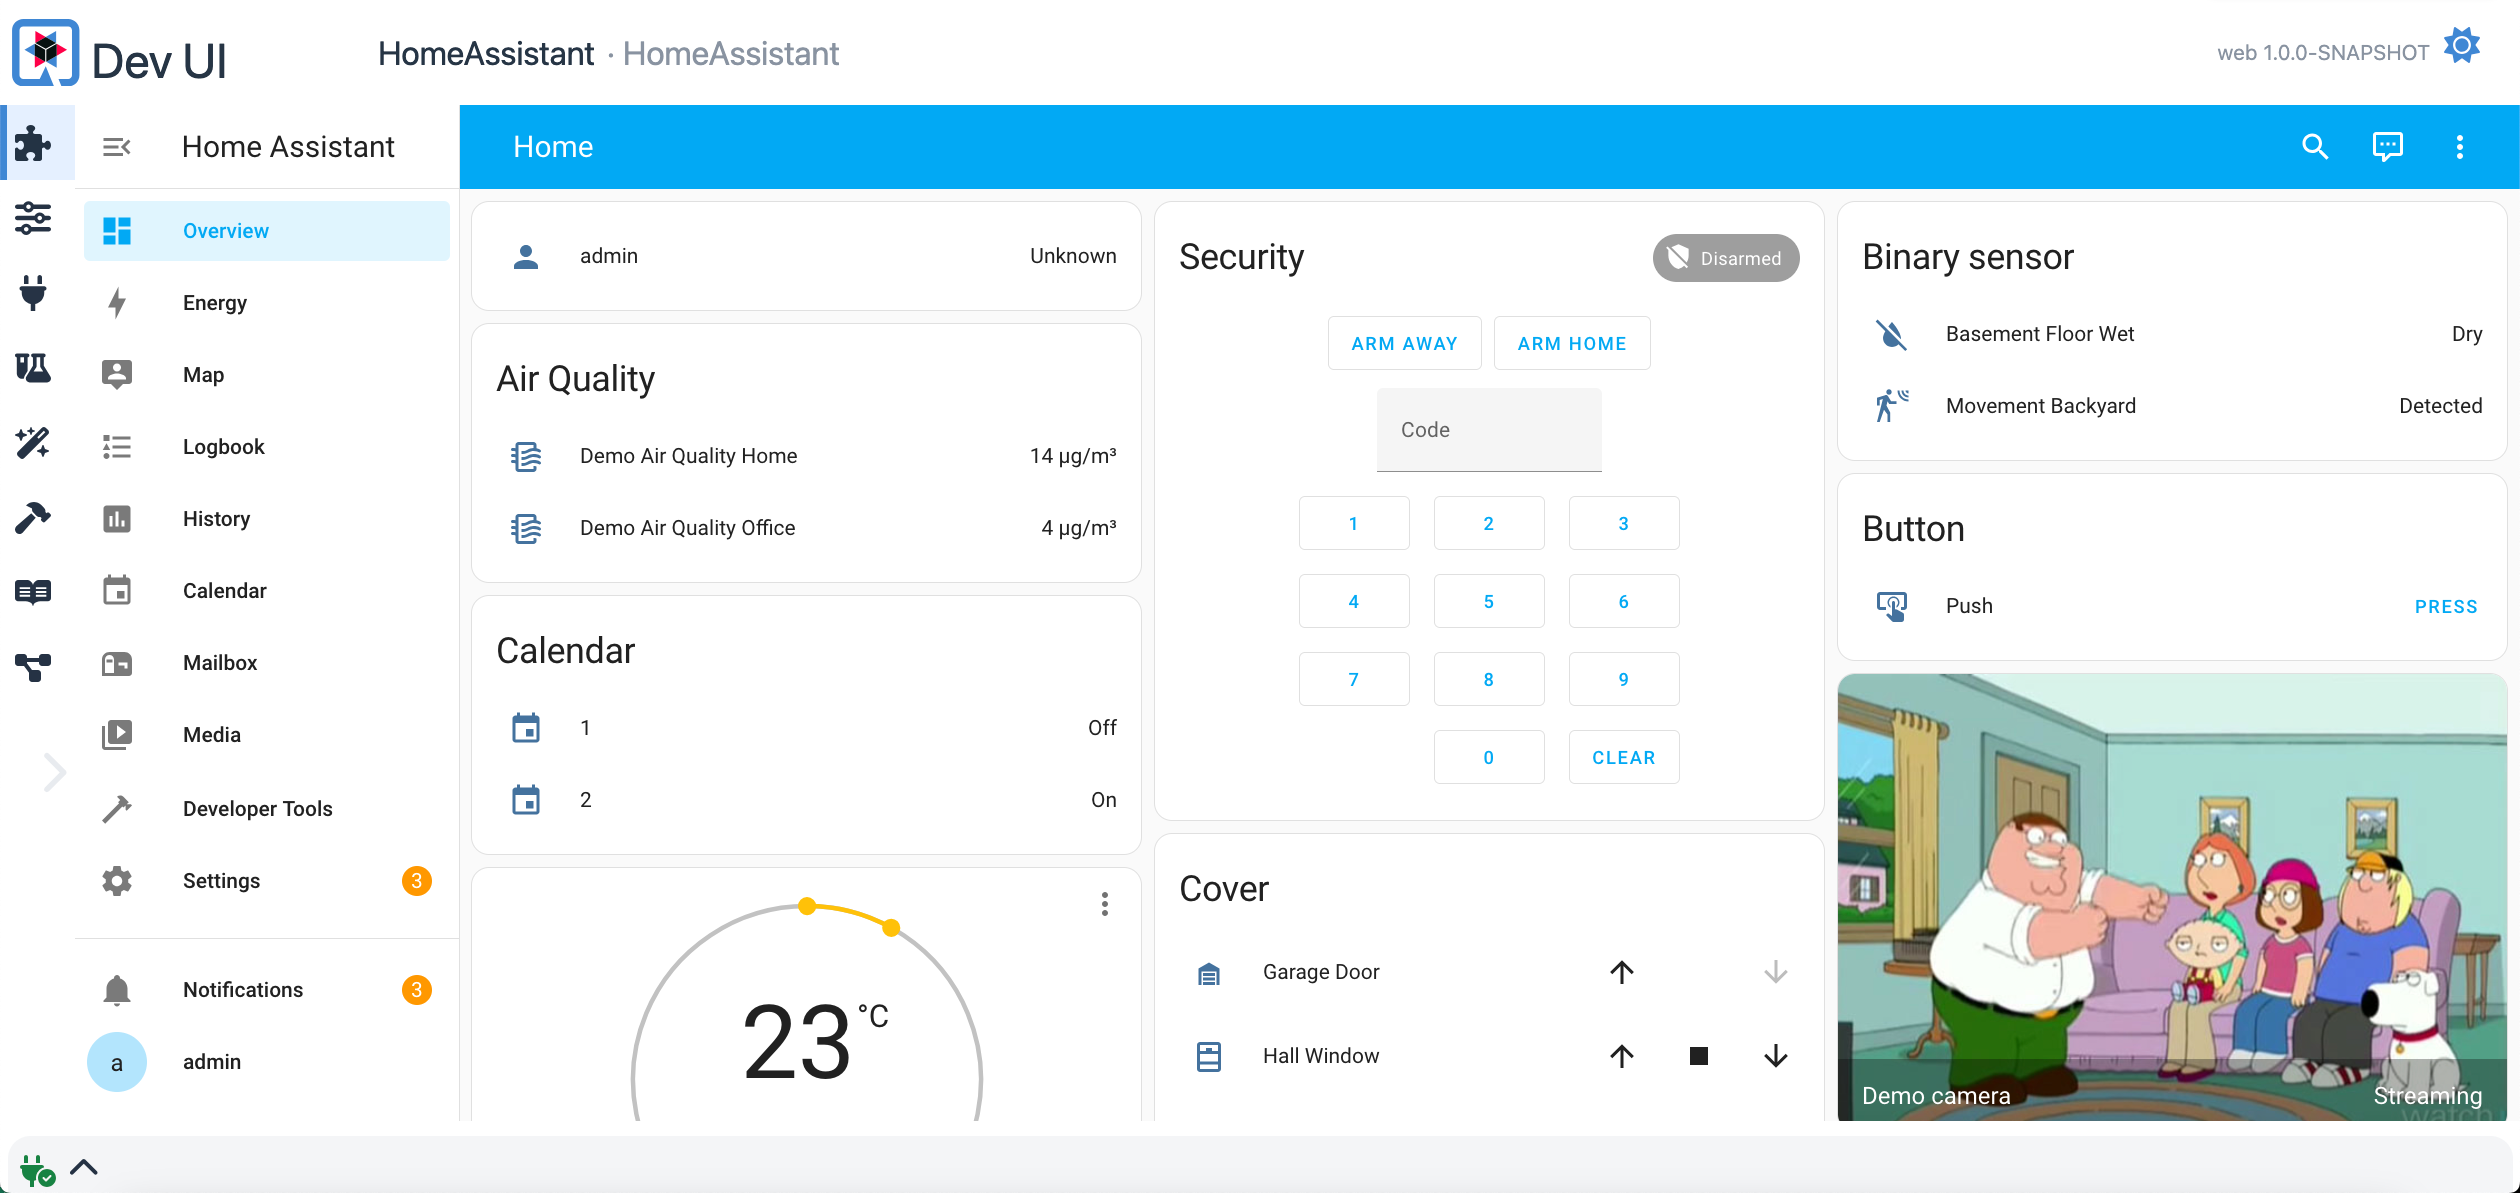 Dev UI
HomeAssistant · HomeAssistant
web 1.0.0-SNAPSHOT
Home Assistant
Overview
Energy
Map
Logbook
History
Calendar
Mailbox
Media
Developer Tools
Settings 3
Notifications 3
a admin
Home
admin Unknown
Air Quality
Demo Air Quality Home 14 µg/m³
Demo Air Quality Office 4 µg/m³
Calendar
1 Off
2 On
23 °C
Security Disarmed
ARM AWAY ARM HOME
Code
1 2 3
4 5 6
7 8 9
0 CLEAR
Cover
Garage Door
Hall Window
Binary sensor
Basement Floor Wet Dry
Movement Backyard Detected
Button
Push PRESS
Demo camera Streaming
watch